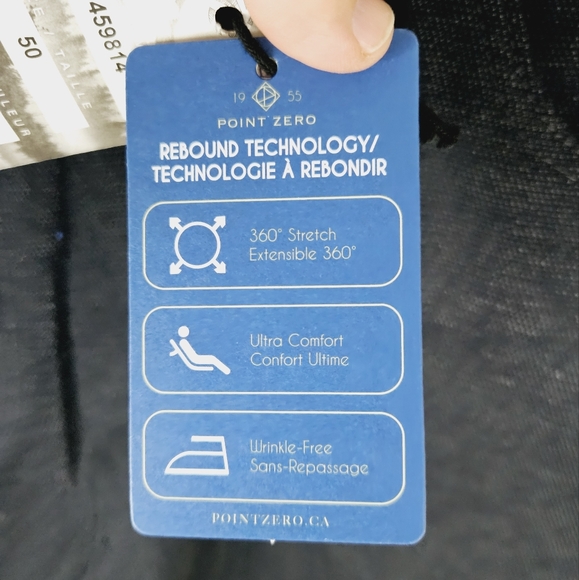 459814
50
TAILLE
19 55
POINT ZERO
REBOUND TECHNOLOGY/
TECHNOLOGIE À REBONDIR
360° Stretch
Extensible 360°
Ultra Comfort
Confort Ultime
Wrinkle-Free
Sans-Repassage
POINTZERO.CA